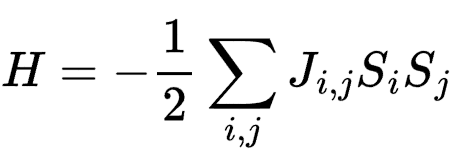 H = -\frac{1}{2} \sum_{i,j} J_{i,j} S_i S_j